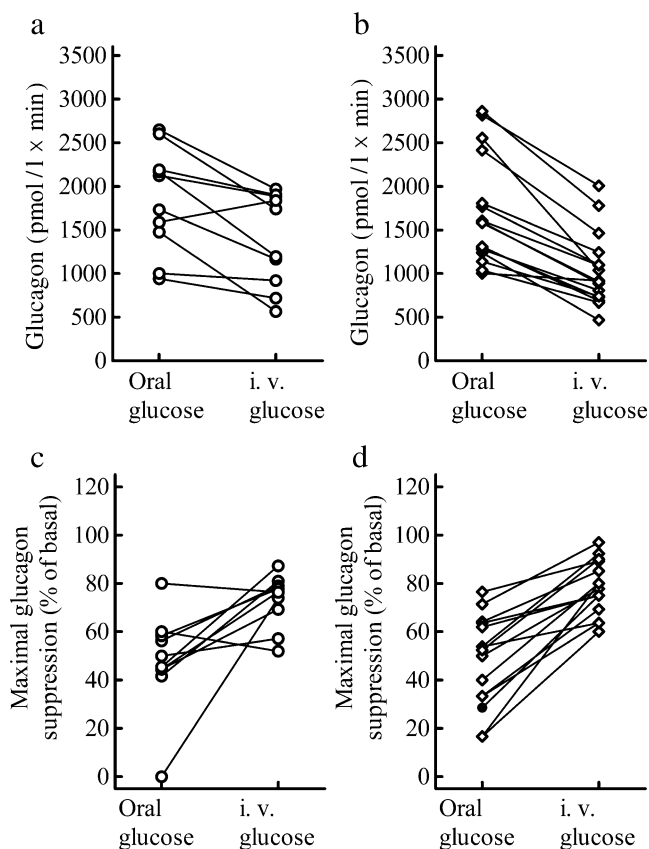 a
3500
3000
2500
2000
1500
1000
500
0
Glucagon (pmol / l × min)
Oral
glucose
i. v.
glucose
b
3500
3000
2500
2000
1500
1000
500
0
Glucagon (pmol / l × min)
Oral
glucose
i. v.
glucose
c
120
100
80
60
40
20
0
Maximal glucagon
suppression (% of basal)
Oral
glucose
i. v.
glucose
d
120
100
80
60
40
20
0
Maximal glucagon
suppression (% of basal)
Oral
glucose
i. v.
glucose